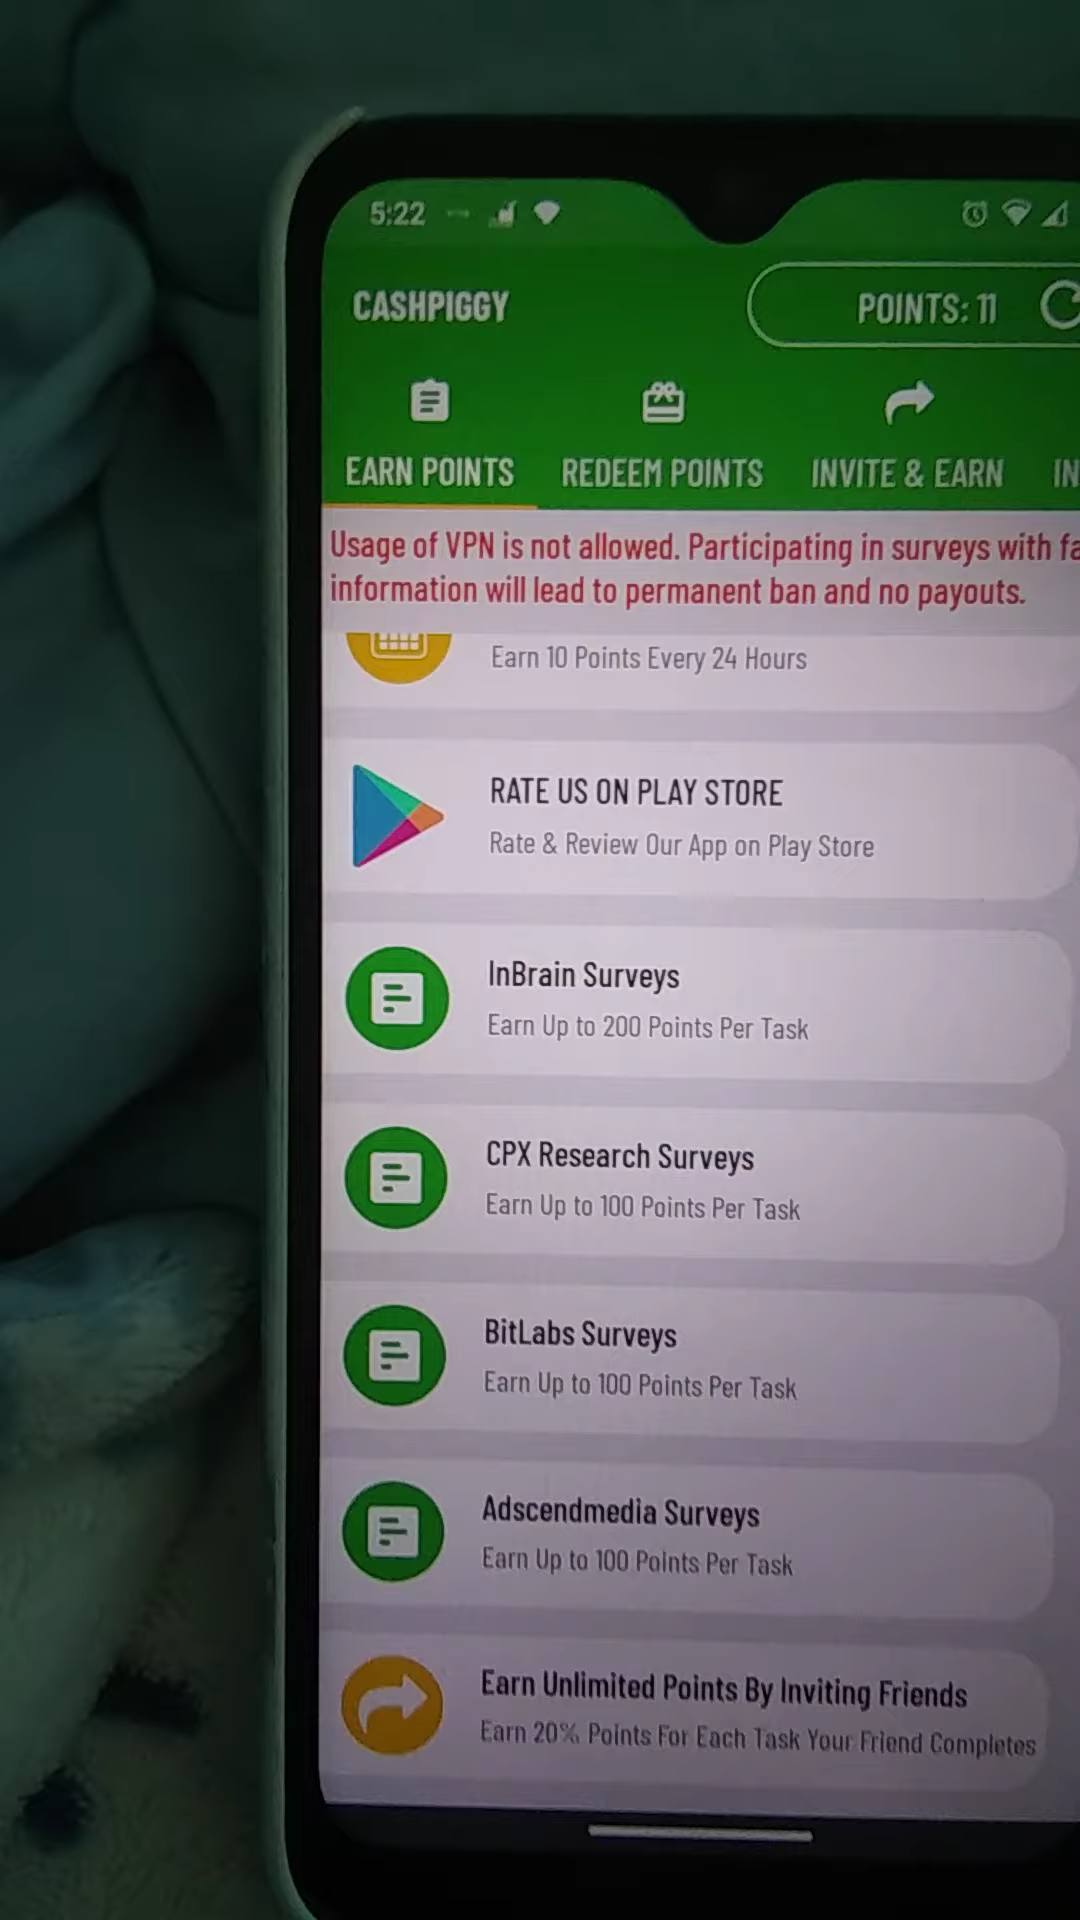 5:22
CASHPIGGY
POINTS: 11
EARN POINTS
REDEEM POINTS
INVITE & EARN
Usage of VPN is not allowed. Participating in surveys with
information will lead to permanent ban and no payouts.
Earn 10 Points Every 24 Hours
RATE US ON PLAY STORE
Rate & Review Our App on Play Store
InBrain Surveys
Earn Up to 200 Points Per Task
CPX Research Surveys
Earn Up to 100 Points Per Task
BitLabs Surveys
Earn Up to 100 Points Per Task
Adscendmedia Surveys
Earn Up to 100 Points Per Task
Earn Unlimited Points By Inviting Friends
Earn 20% Points For Each Task Your Friend Completes